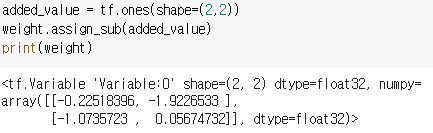 added_value = tf.ones(shape=(2,2))
weight.assign_sub(added_value)
print(weight)
<tf.Variable 'Variable:0' shape=(2, 2) dtype=float32, numpy=
array([[-0.22518396, -1.9226533 ],
[-1.0735723 , 0.05674732]], dtype=float32)>